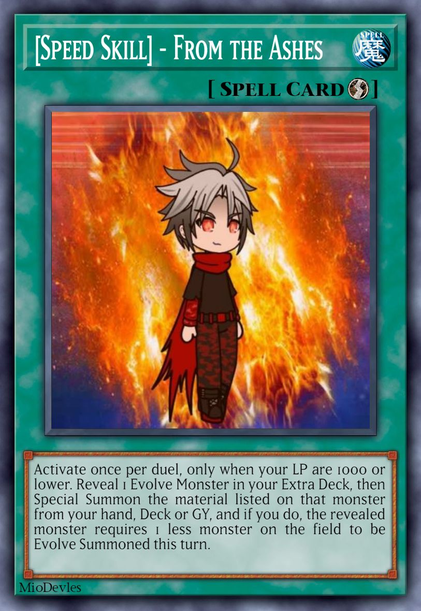 [Speed Skill] - From the Ashes
SPELL
魔
[ Spell Card ]
Activate once per duel, only when your LP are 1000 or
lower. Reveal 1 Evolve Monster in your Extra Deck, then
Special Summon the material listed on that monster
from your hand, Deck or GY, and if you do, the revealed
monster requires 1 less monster on the field to be
Evolve Summoned this turn.
MioDevles